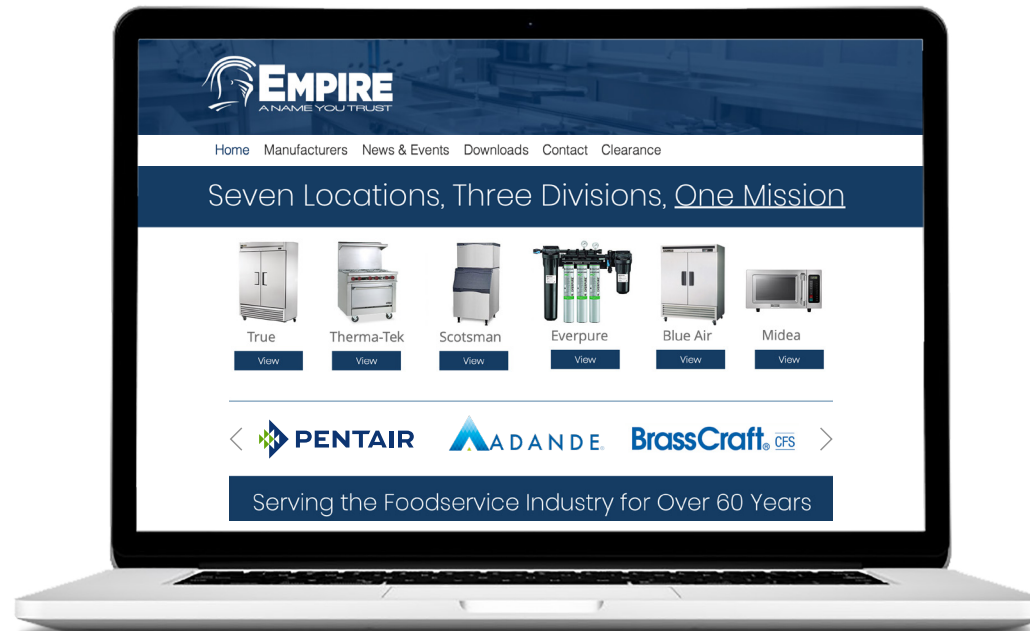 EMPIRE
A NAME YOU TRUST
Home Manufacturers News & Events Downloads Contact Clearance
Seven Locations, Three Divisions, One Mission
True Therma-Tek Scotsman Everpure Blue Air Midea
View View View View View View
PENTAIR ADANDE BrassCraft® CFS
Serving the Foodservice Industry for Over 60 Years